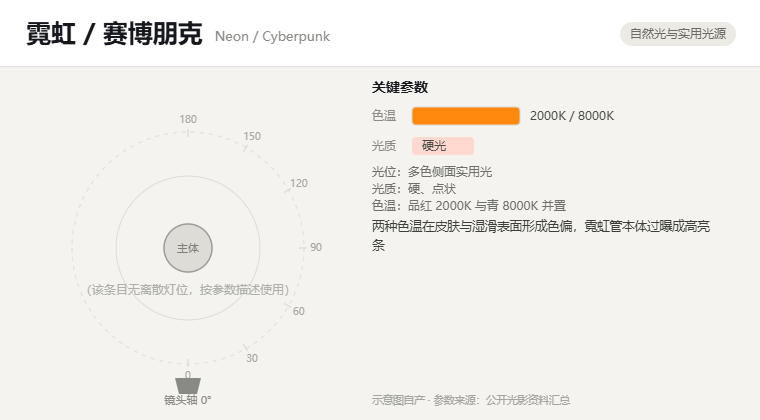 霓虹 / 赛博朋克 Neon / Cyberpunk
自然光与实用光源
关键参数
色温 2000K / 8000K
光质 硬光
光位：多色侧面实用光
光质：硬、点状
色温：品红 2000K 与青 8000K 并置
两种色温在皮肤与湿滑表面形成色偏，霓虹管本体过曝成高亮
条
180
150
120
90
60
30
0
主体
(该条目无离散灯位，按参数描述使用)
镜头轴 0°
示意图自产 · 参数来源：公开光影资料汇总